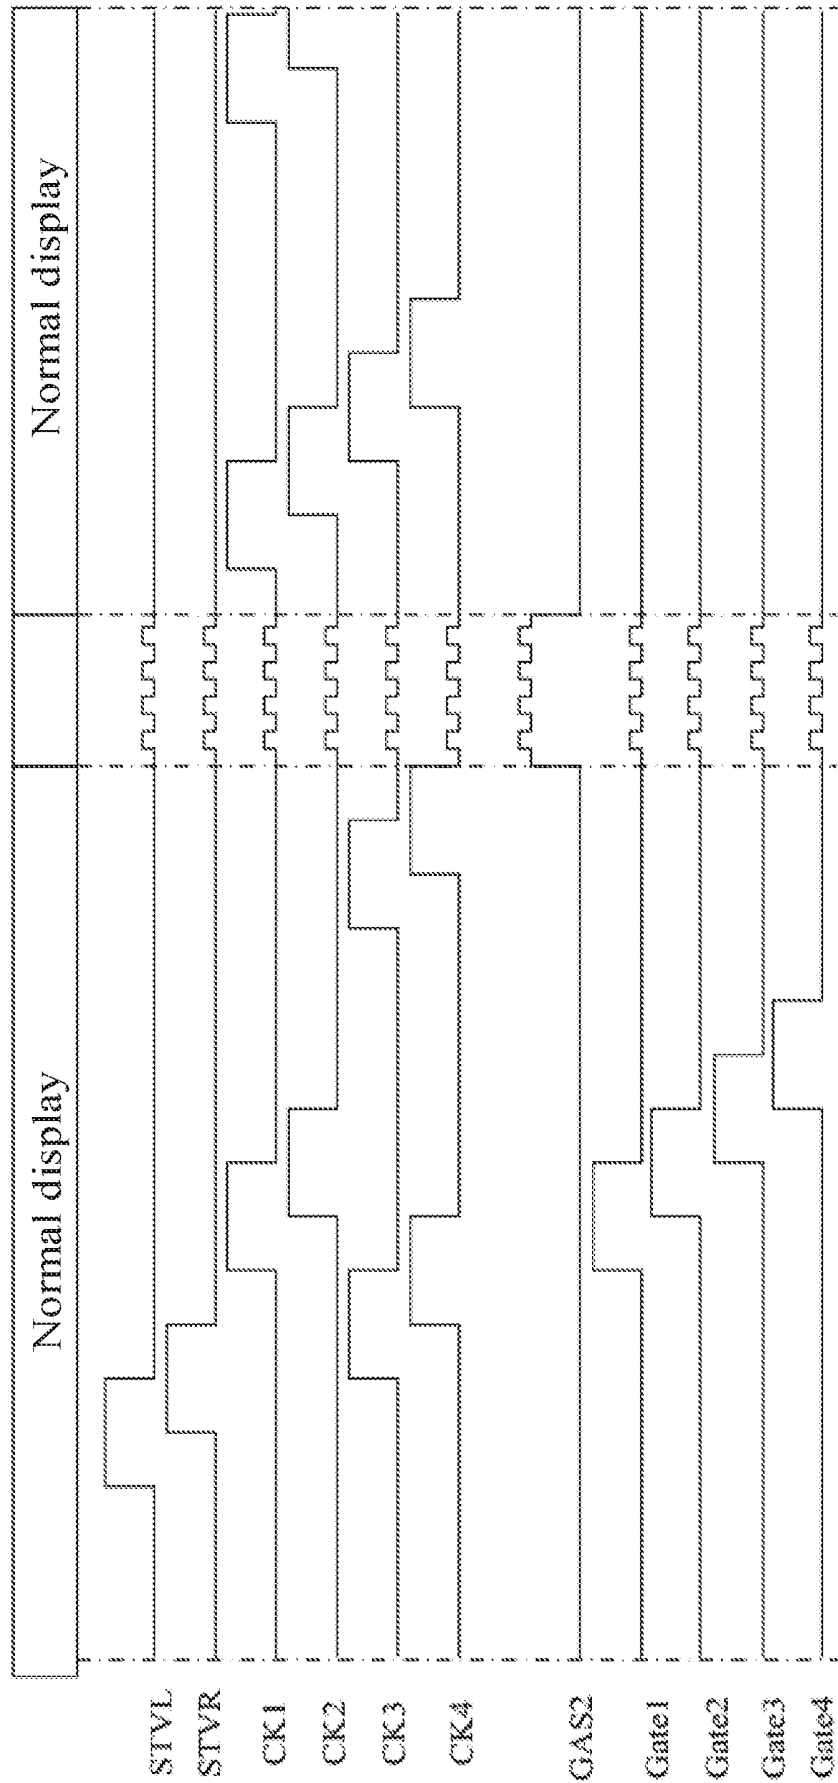 Normal display
Normal display
STVL
STVR
CK1
CK2
CK3
CK4
GAS2
Gate1
Gate2
Gate3
Gate4